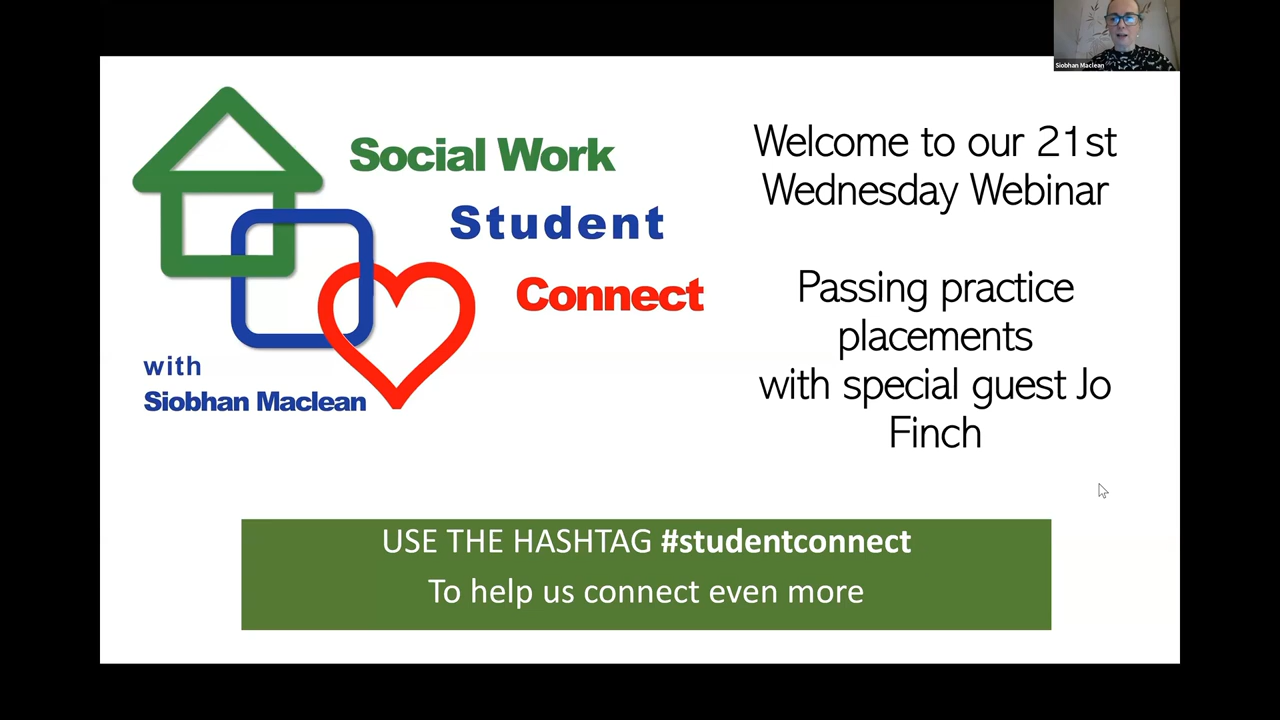 Siobhan Maclean
Social Work
Student
Connect
with
Siobhan Maclean
Welcome to our 21st
Wednesday Webinar
Passing practice
placements
with special guest Jo
Finch
USE THE HASHTAG #studentconnect
To help us connect even more